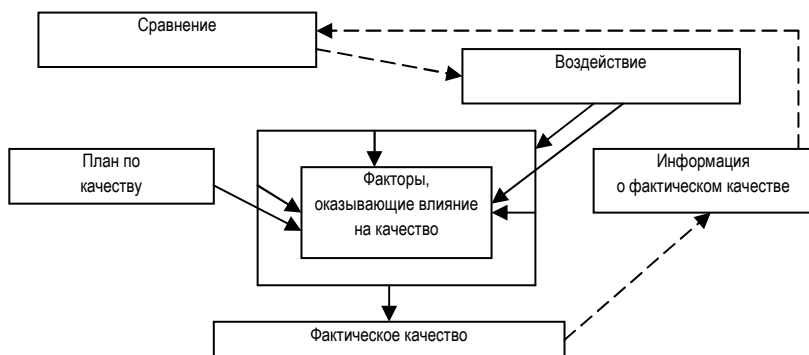 Сравнение
Воздействие
План по
качеству
Факторы,
оказывающие влияние
на качество
Информация
о фактическом качестве
Фактическое качество